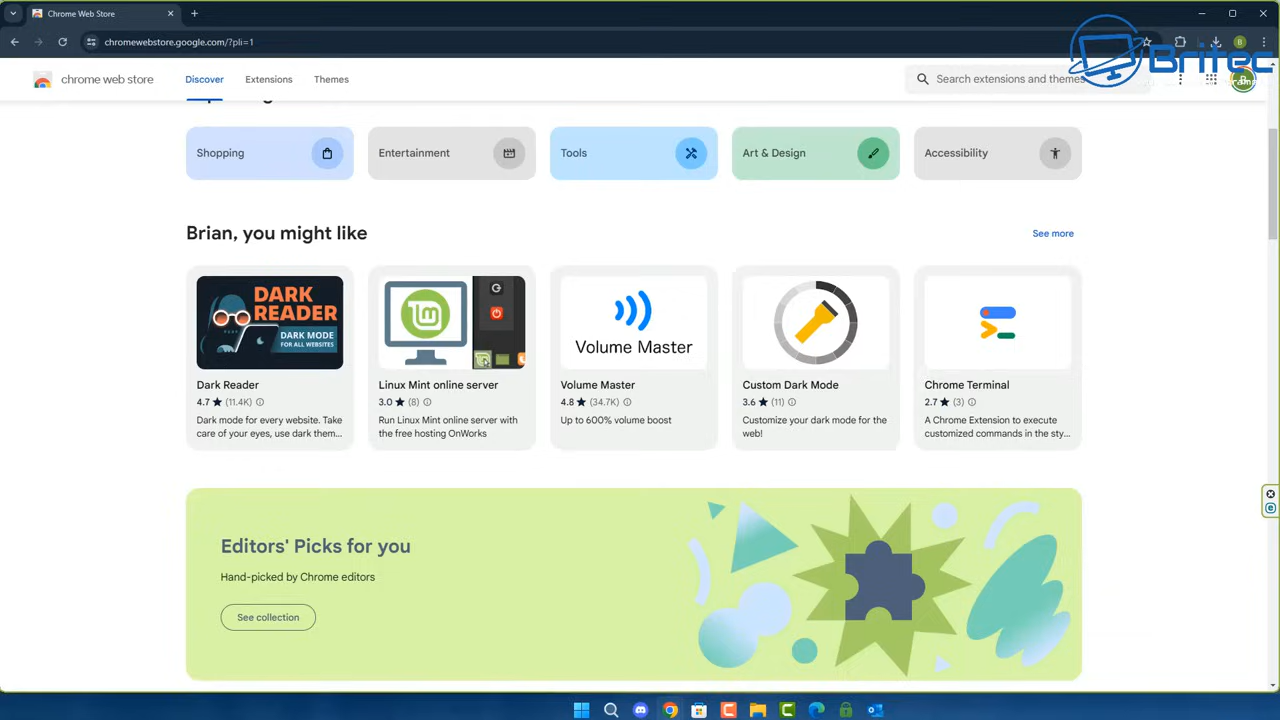 Chrome Web Store
chromewebstore.google.com/?pli=1
B
Britec
chrome web store
Discover
Extensions
Themes
Search extensions and themes
Shopping
Entertainment
Tools
Art & Design
Accessibility
Brian, you might like
See more
DARK
READER
DARK MODE
FOR ALL WEBSITES
Volume Master
Dark Reader
4.7 ★ (11.4K)
Dark mode for every website. Take
care of your eyes, use dark them...
Linux Mint online server
3.0 ★ (8)
Run Linux Mint online server with
the free hosting OnWorks
Volume Master
4.8 ★ (34.7K)
Up to 600% volume boost
Custom Dark Mode
3.6 ★ (11)
Customize your dark mode for the
web!
Chrome Terminal
2.7 ★ (3)
A Chrome Extension to execute
customized commands in the sty...
Editors' Picks for you
Hand-picked by Chrome editors
See collection